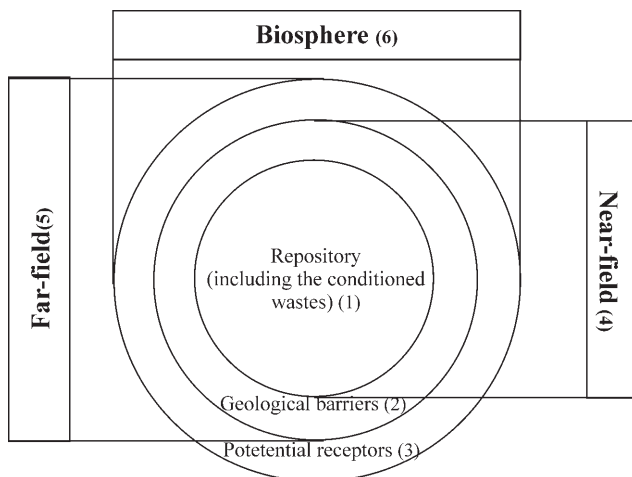 Biosphere (6)
Far-field(5)
Near-field (4)
Repository
(including the conditioned
wastes) (1)
Geological barriers (2)
Potetential receptors (3)